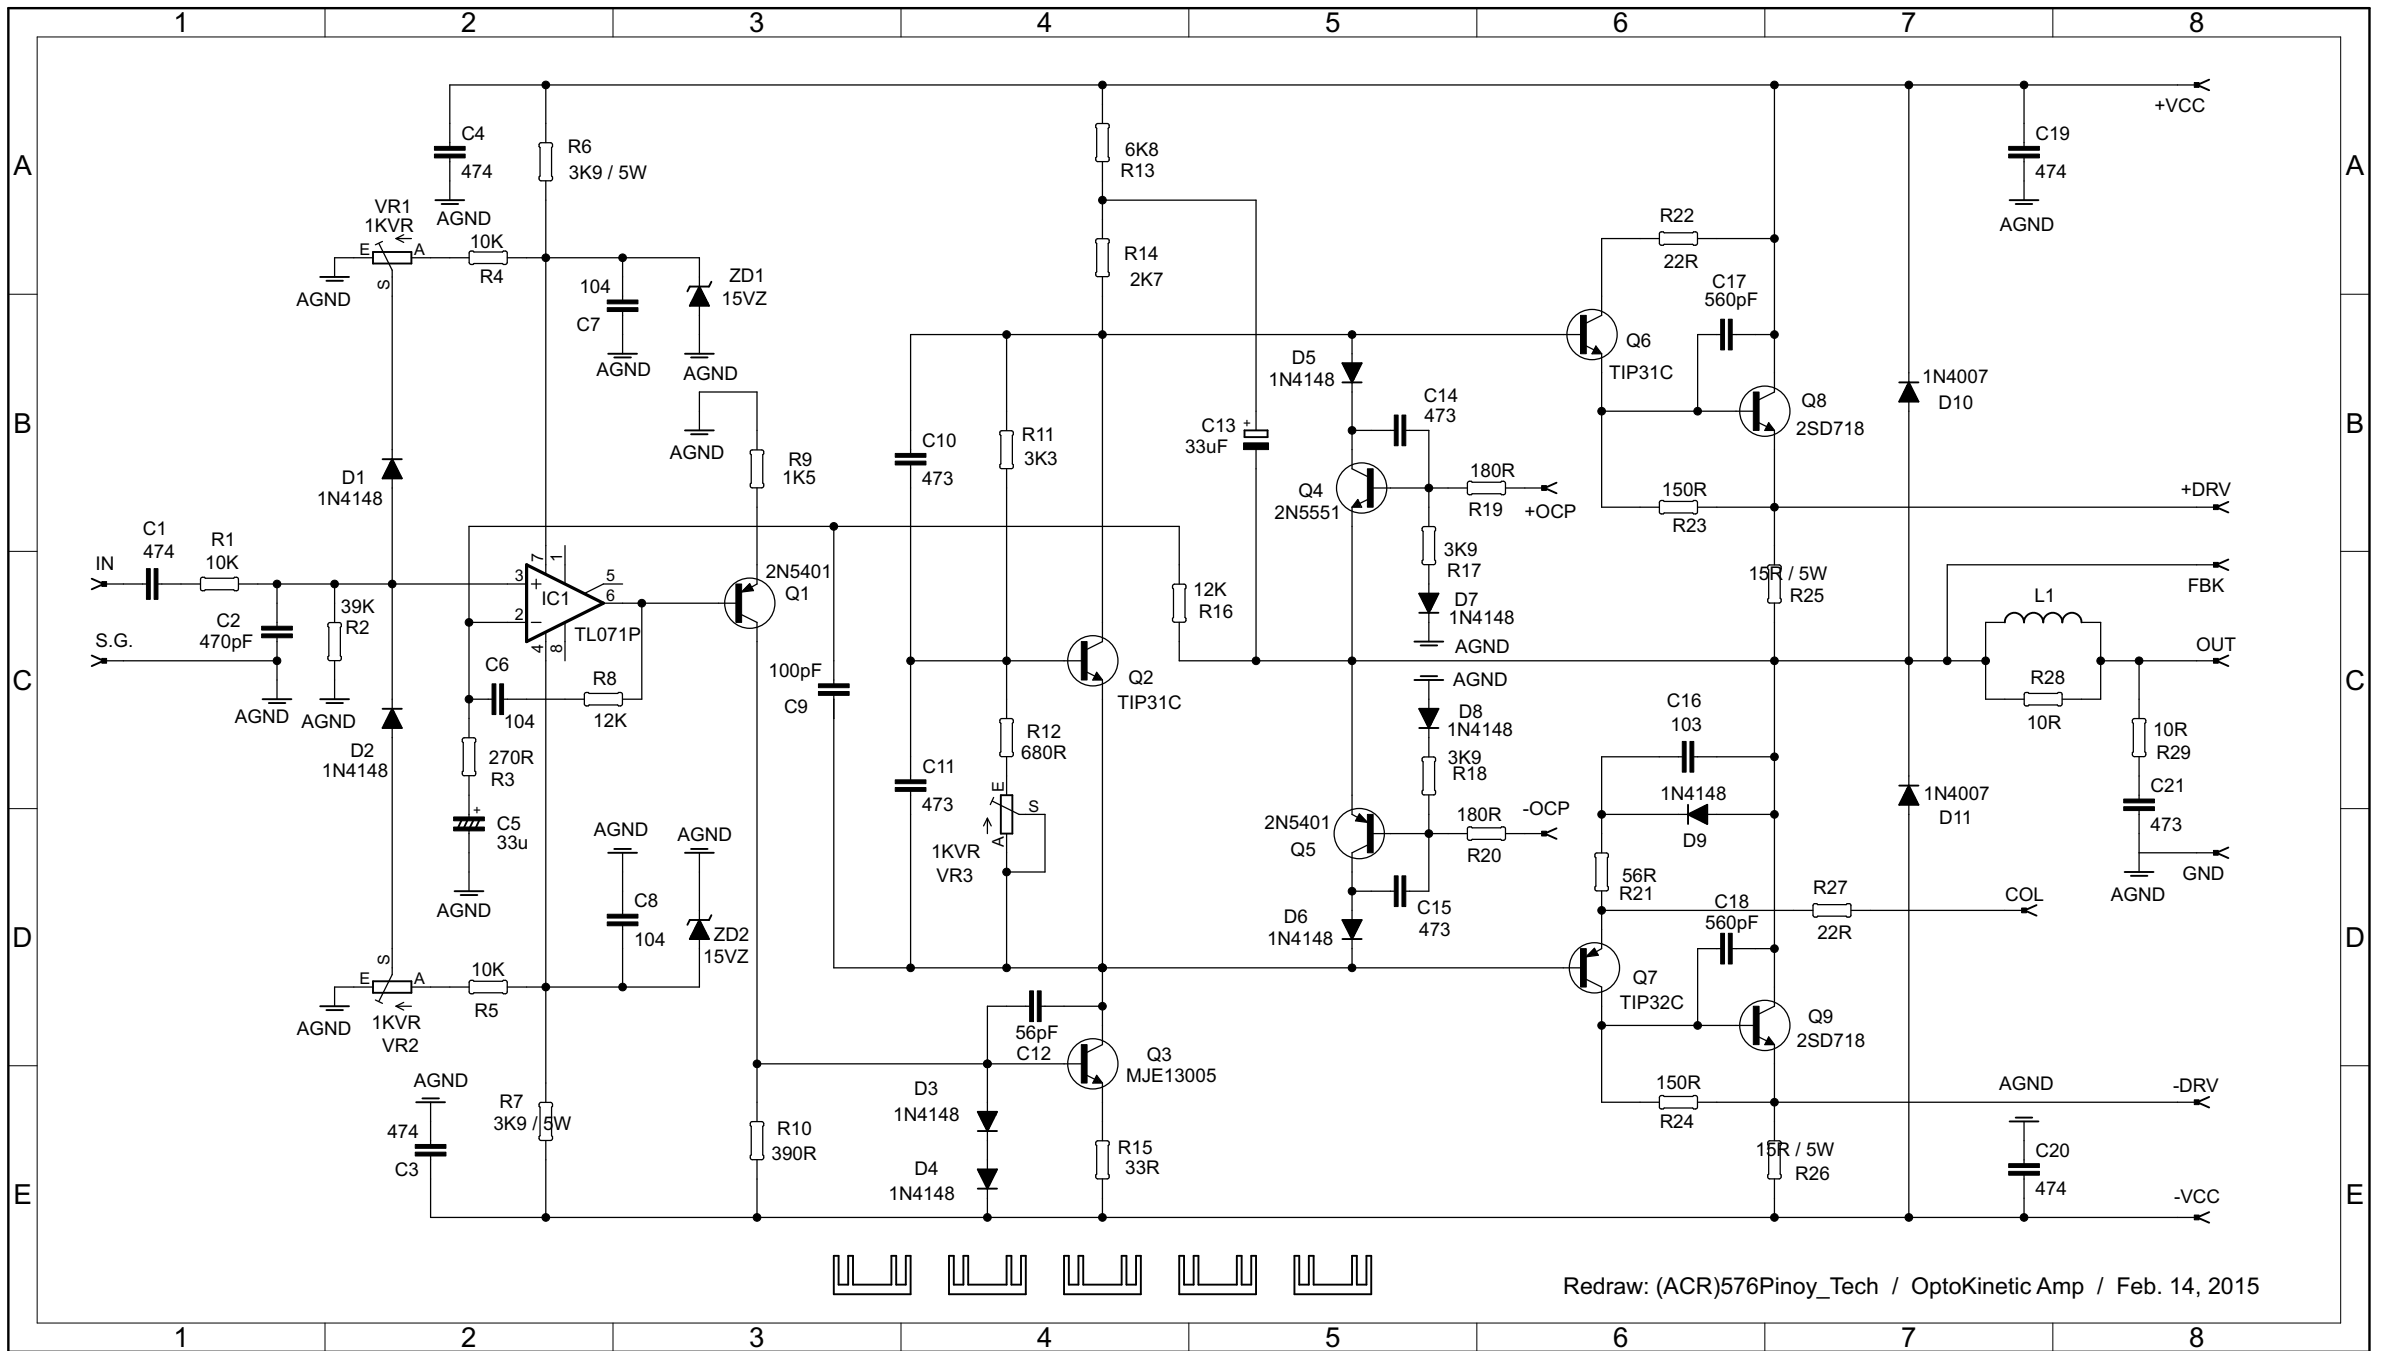 1 2 3 4 5 6 7 8
A A
B B
C C
D D
E E
+VCC
C4
474
AGND
R6
3K9 / 5W
6K8
R13
C19
474
AGND
VR1
1KVR
E A
S
AGND
10K
R4
104
C7
AGND
ZD1
15VZ
AGND
R14
2K7
R22
22R
C17
560pF
Q6
TIP31C
D5
1N4148
C14
473
Q8
2SD718
1N4007
D10
AGND
R9
1K5
C10
473
R11
3K3
C13
+
33uF
Q4
2N5551
180R
R19
+OCP
150R
R23
+DRV
D1
1N4148
C1
474
IN
R1
10K
S.G.
C2
470pF
AGND
39K
R2
AGND
7 1
3
+
2
−
IC1
5
6
4
8
TL071P
2N5401
Q1
12K
R16
3K9
R17
D7
1N4148
AGND
15R / 5W
R25
FBK
L1
OUT
R28
10R
100pF
C9
Q2
TIP31C
AGND
D8
1N4148
3K9
R18
C16
103
C6
104
R8
12K
D2
1N4148
270R
R3
+
C5
33u
AGND
R12
680R
C11
473
E
S
A
1KVR
VR3
2N5401
Q5
180R
R20
-OCP
1N4148
D9
1N4007
D11
10R
R29
C21
473
GND
AGND
AGND
C8
104
AGND
ZD2
15VZ
D6
1N4148
C15
473
56R
R21
C18
560pF
R27
22R
COL
Q7
TIP32C
S
E A
AGND
1KVR
VR2
10K
R5
56pF
C12
Q3
MJE13005
Q9
2SD718
AGND
474
C3
R7
3K9 / 5W
R10
390R
D3
1N4148
D4
1N4148
R15
33R
150R
R24
15R / 5W
R26
AGND
C20
474
-DRV
-VCC
Redraw: (ACR)576Pinoy_Tech / OptoKinetic Amp / Feb. 14, 2015
1 2 3 4 5 6 7 8